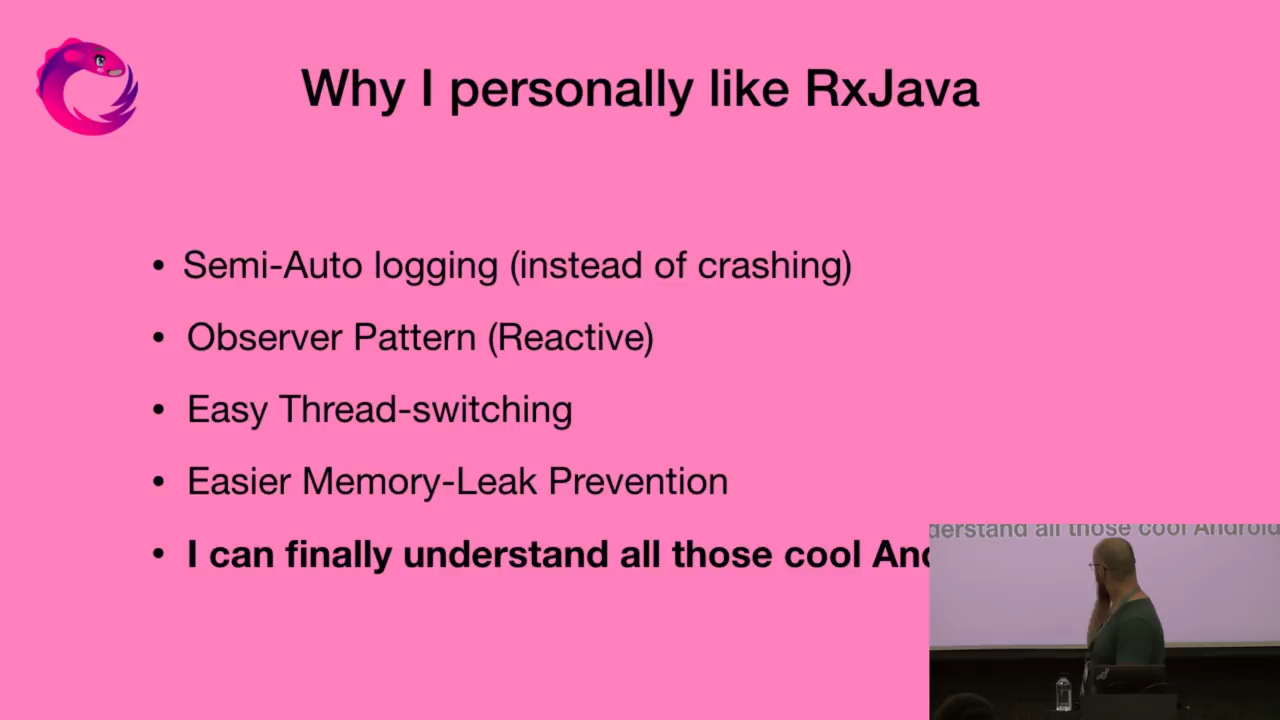 Why I personally like RxJava
• Semi-Auto logging (instead of crashing)
• Observer Pattern (Reactive)
• Easy Thread-switching
• Easier Memory-Leak Prevention
• I can finally understand all those cool And
derstand all those cool Android